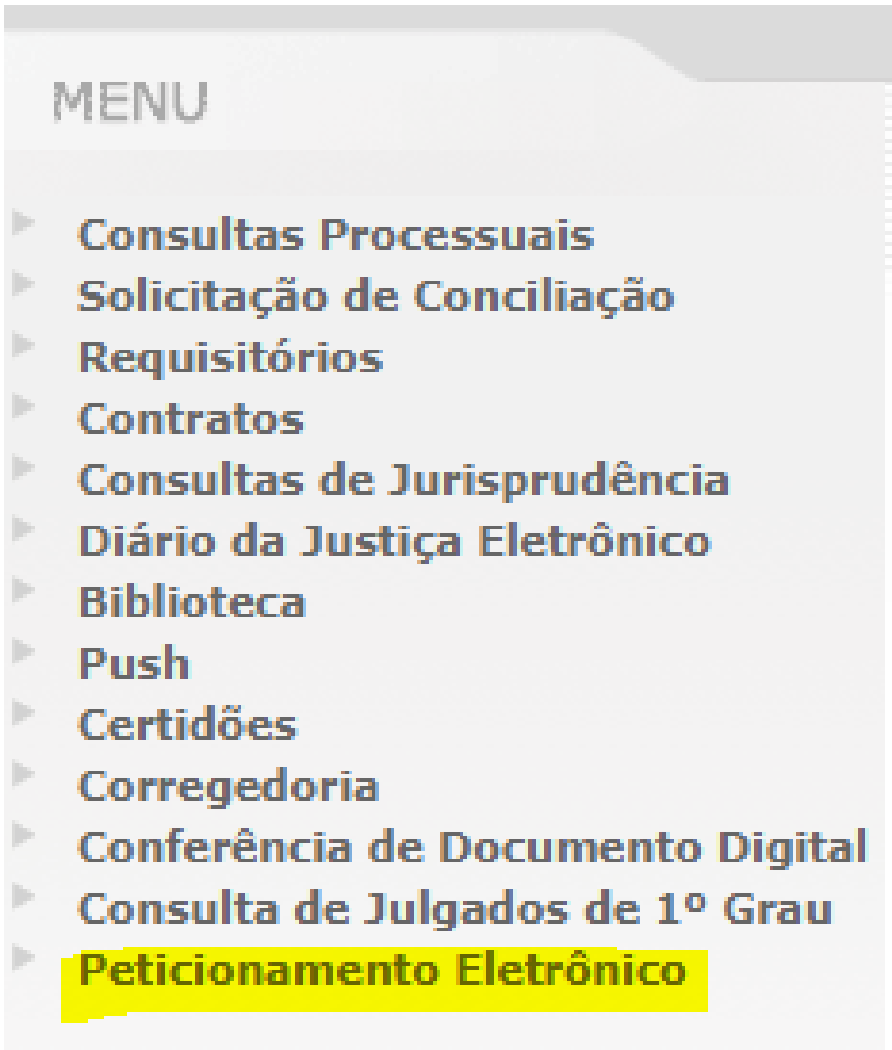 MENU
Consultas Processuais
Solicitação de Conciliação
Requisitórios
Contratos
Consultas de Jurisprudência
Diário da Justiça Eletrônico
Biblioteca
Push
Certidões
Corregedoria
Conferência de Documento Digital
Consulta de Julgados de 1º Grau
Peticionamento Eletrônico